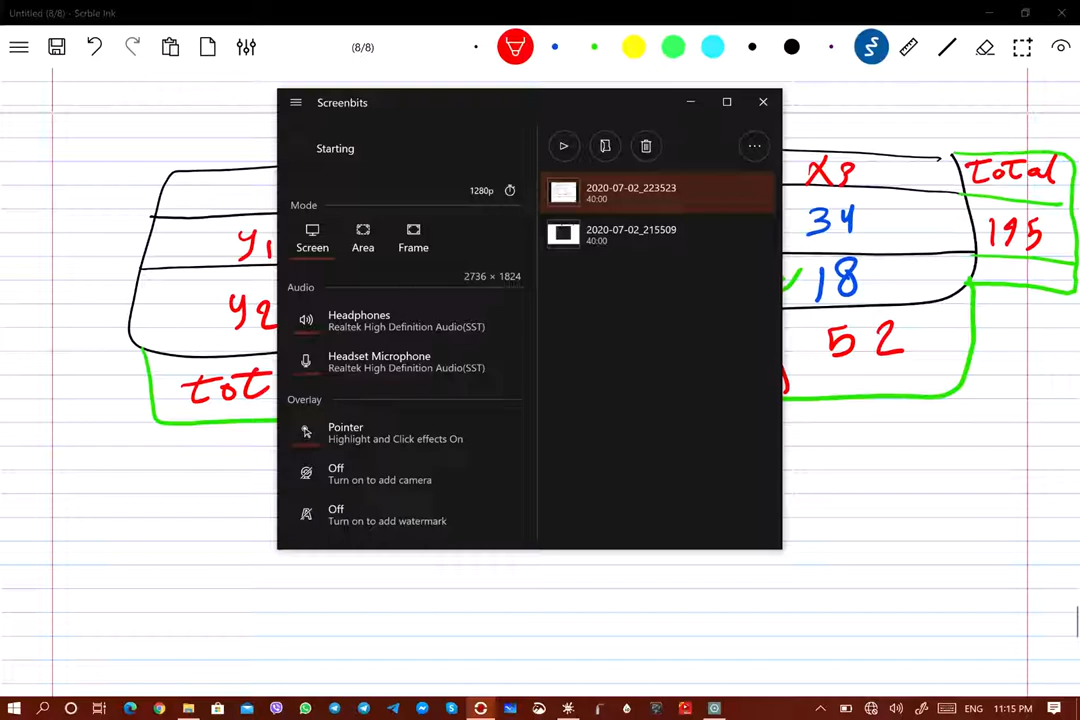 Untitled (8/8) - Scrble Ink
(8/8)
Screenbits
Starting
1280p
Mode
Screen
Area
Frame
2736 × 1824
Audio
Headphones
Realtek High Definition Audio(SST)
Headset Microphone
Realtek High Definition Audio(SST)
Overlay
Pointer
Highlight and Click effects On
Off
Turn on to add camera
Off
Turn on to add watermark
2020-07-02_223523
40:00
2020-07-02_215509
40:00
X3 total
y1 34 195
y2 18
tot 52
ENG 11:15 PM